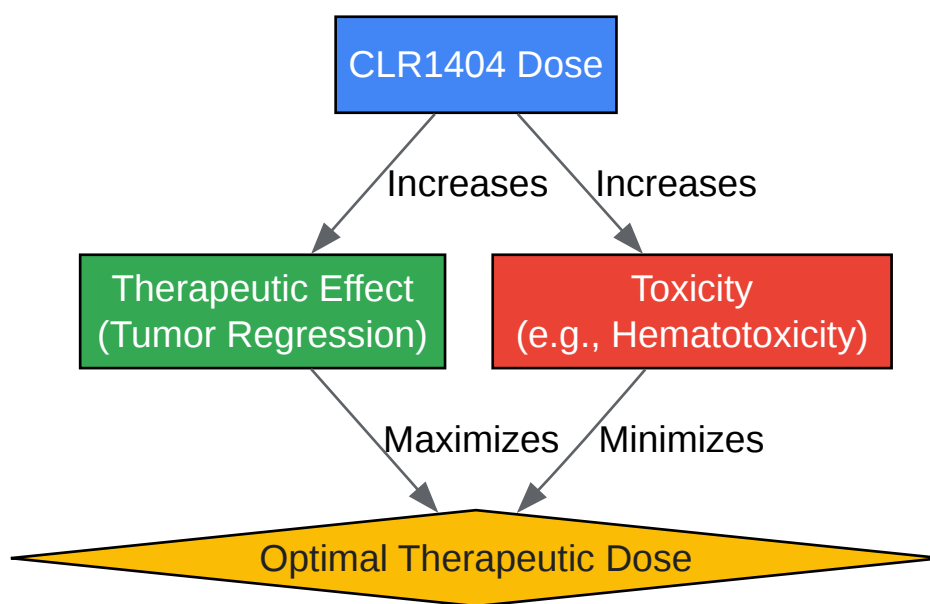 CLR1404 Dose
Increases
Increases
Therapeutic Effect
(Tumor Regression)
Toxicity
(e.g., Hematotoxicity)
Maximizes
Minimizes
Optimal Therapeutic Dose